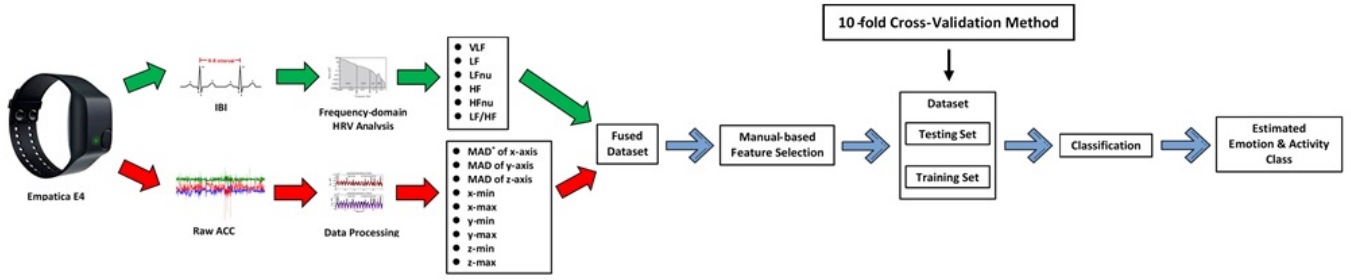 10-fold Cross-Validation Method
R-R interval
Empatica E4
IBI
Frequency-domain
HRV Analysis
VLF
LF
LFnu
HF
HFnu
LF/HF
Raw ACC
Data Processing
MAD* of x-axis
MAD of y-axis
MAD of z-axis
x-min
x-max
y-min
y-max
z-min
z-max
Fused
Dataset
Manual-based
Feature Selection
Dataset
Testing Set
Training Set
Classification
Estimated
Emotion & Activity
Class